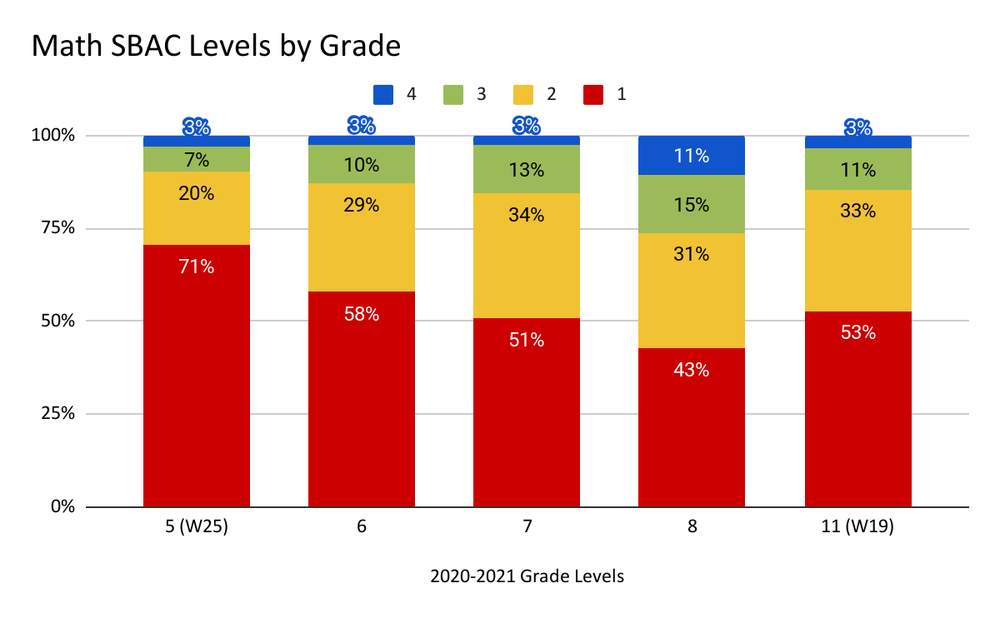 Math SBAC Levels by Grade
4 3 2 1
3% 3% 3% 3%
100%
11%
7% 10% 13% 11%
20% 29% 34% 15% 33%
75%
71% 31%
58% 51% 53%
50%
43%
25%
0%
5 (W25) 6 7 8 11 (W19)
2020-2021 Grade Levels